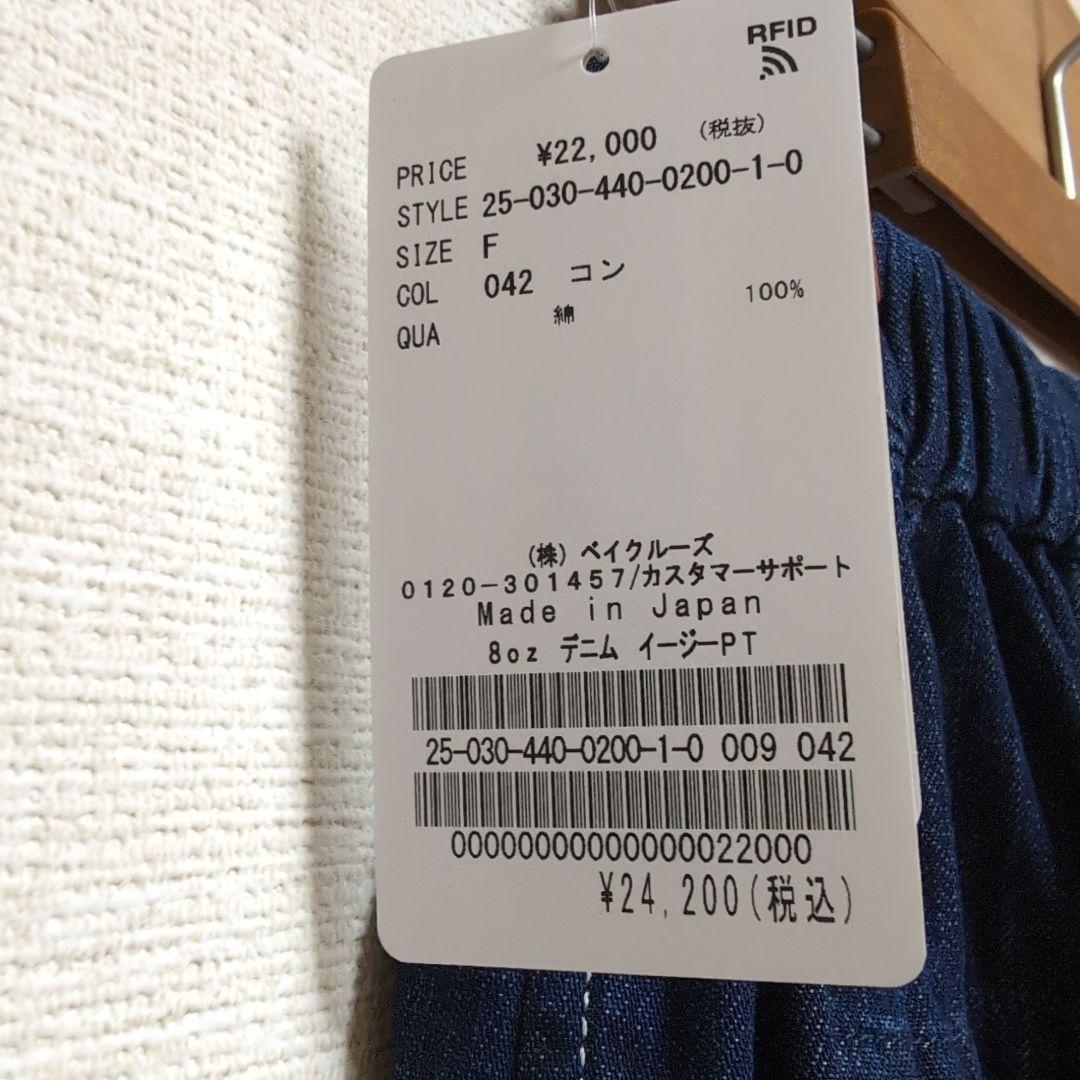 RFID
PRICE ¥22,000 (税抜)
STYLE 25-030-440-0200-1-0
SIZE F
COL 042 コン
QUA 綿 100%
(株) ベイクルーズ
0120-301457/カスタマーサポート
Made in Japan
8oz デニム イージーPT
25-030-440-0200-1-0 009 042
00000000000000022000
¥24,200(税込)